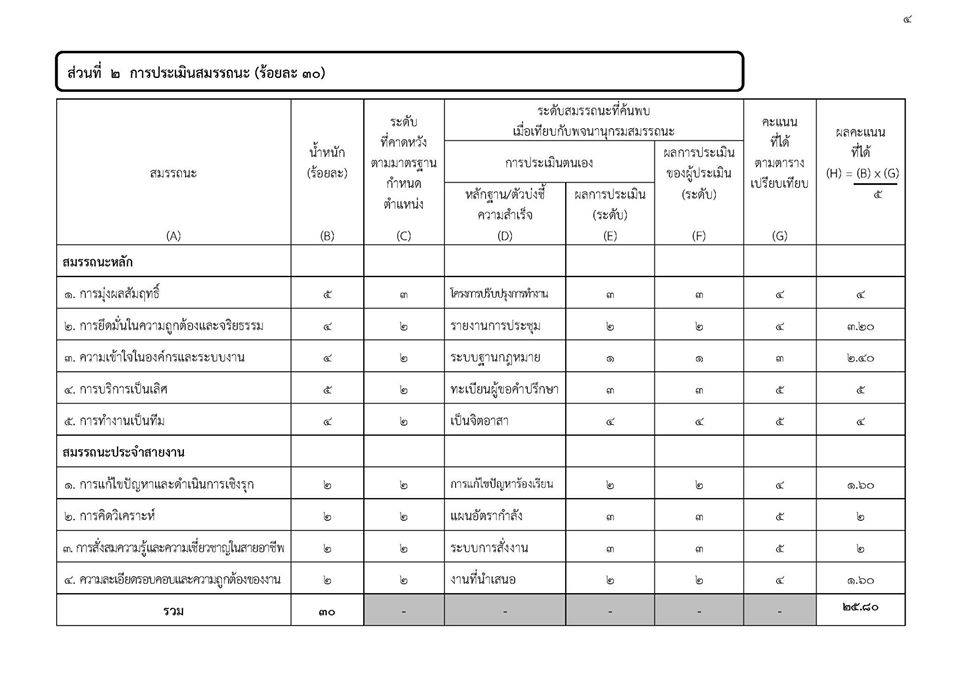 ๔
ส่วนที่ ๒ การประเมินสมรรถนะ (ร้อยละ ๓๐)
สมรรถนะ
(A)
น้ำหนัก
(ร้อยละ)
(B)
ระดับ
ที่คาดหวัง
ตามมาตรฐาน
กำหนด
ตำแหน่ง
(C)
ระดับสมรรถนะที่ค้นพบ
เมื่อเทียบกับพจนานุกรมสมรรถนะ
การประเมินตนเอง
หลักฐาน/ตัวบ่งชี้
ความสำเร็จ
(D)
ผลการประเมิน
(ระดับ)
(E)
ผลการประเมิน
ของผู้ประเมิน
(ระดับ)
(F)
คะแนน
ที่ได้
ตามตาราง
เปรียบเทียบ
(G)
ผลคะแนน
ที่ได้
(H) = (B) x (G)
๕
สมรรถนะหลัก
๑. การมุ่งผลสัมฤทธิ์ ๕ ๓ โครงการปรับปรุงการทำงาน ๓ ๓ ๔ ๔
๒. การยึดมั่นในความถูกต้องและจริยธรรม ๔ ๒ รายงานการประชุม ๒ ๒ ๔ ๓.๒๐
๓. ความเข้าใจในองค์กรและระบบงาน ๔ ๒ ระบบฐานกฎหมาย ๑ ๑ ๓ ๒.๔๐
๔. การบริการเป็นเลิศ ๕ ๒ ทะเบียนผู้ขอคำปรึกษา ๓ ๓ ๕ ๕
๕. การทำงานเป็นทีม ๔ ๒ เป็นจิตอาสา ๔ ๔ ๕ ๔
สมรรถนะประจำสายงาน
๑. การแก้ไขปัญหาและดำเนินการเชิงรุก ๒ ๒ การแก้ไขปัญหาร้องเรียน ๒ ๒ ๔ ๑.๖๐
๒. การคิดวิเคราะห์ ๒ ๒ แผนอัตรากำลัง ๓ ๓ ๕ ๒
๓. การสั่งสมความรู้และความเชี่ยวชาญในสายอาชีพ ๒ ๒ ระบบการสั่งงาน ๓ ๓ ๕ ๒
๔. ความละเอียดรอบคอบและความถูกต้องของงาน ๒ ๒ งานที่นำเสนอ ๒ ๒ ๔ ๑.๖๐
รวม ๓๐ - - - - - ๒๕.๘๐